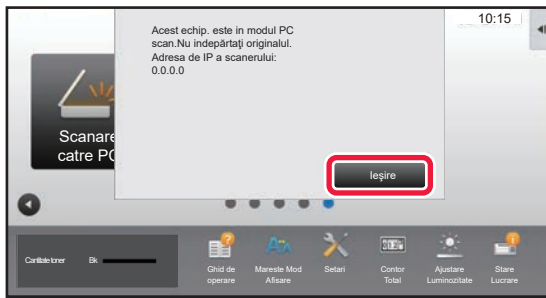 10:15
Acest echip. este in modul PC
scan.Nu indepărtaţi originalul.
Adresa de IP a scanerului:
0.0.0.0
Scanare
catre PC
Ieşire
Cantitate toner
Bk
Ghid de
operare
Mareste Mod
Afisare
Setari
Contor
Total
Ajustare
Luminozitate
Stare
Lucrare